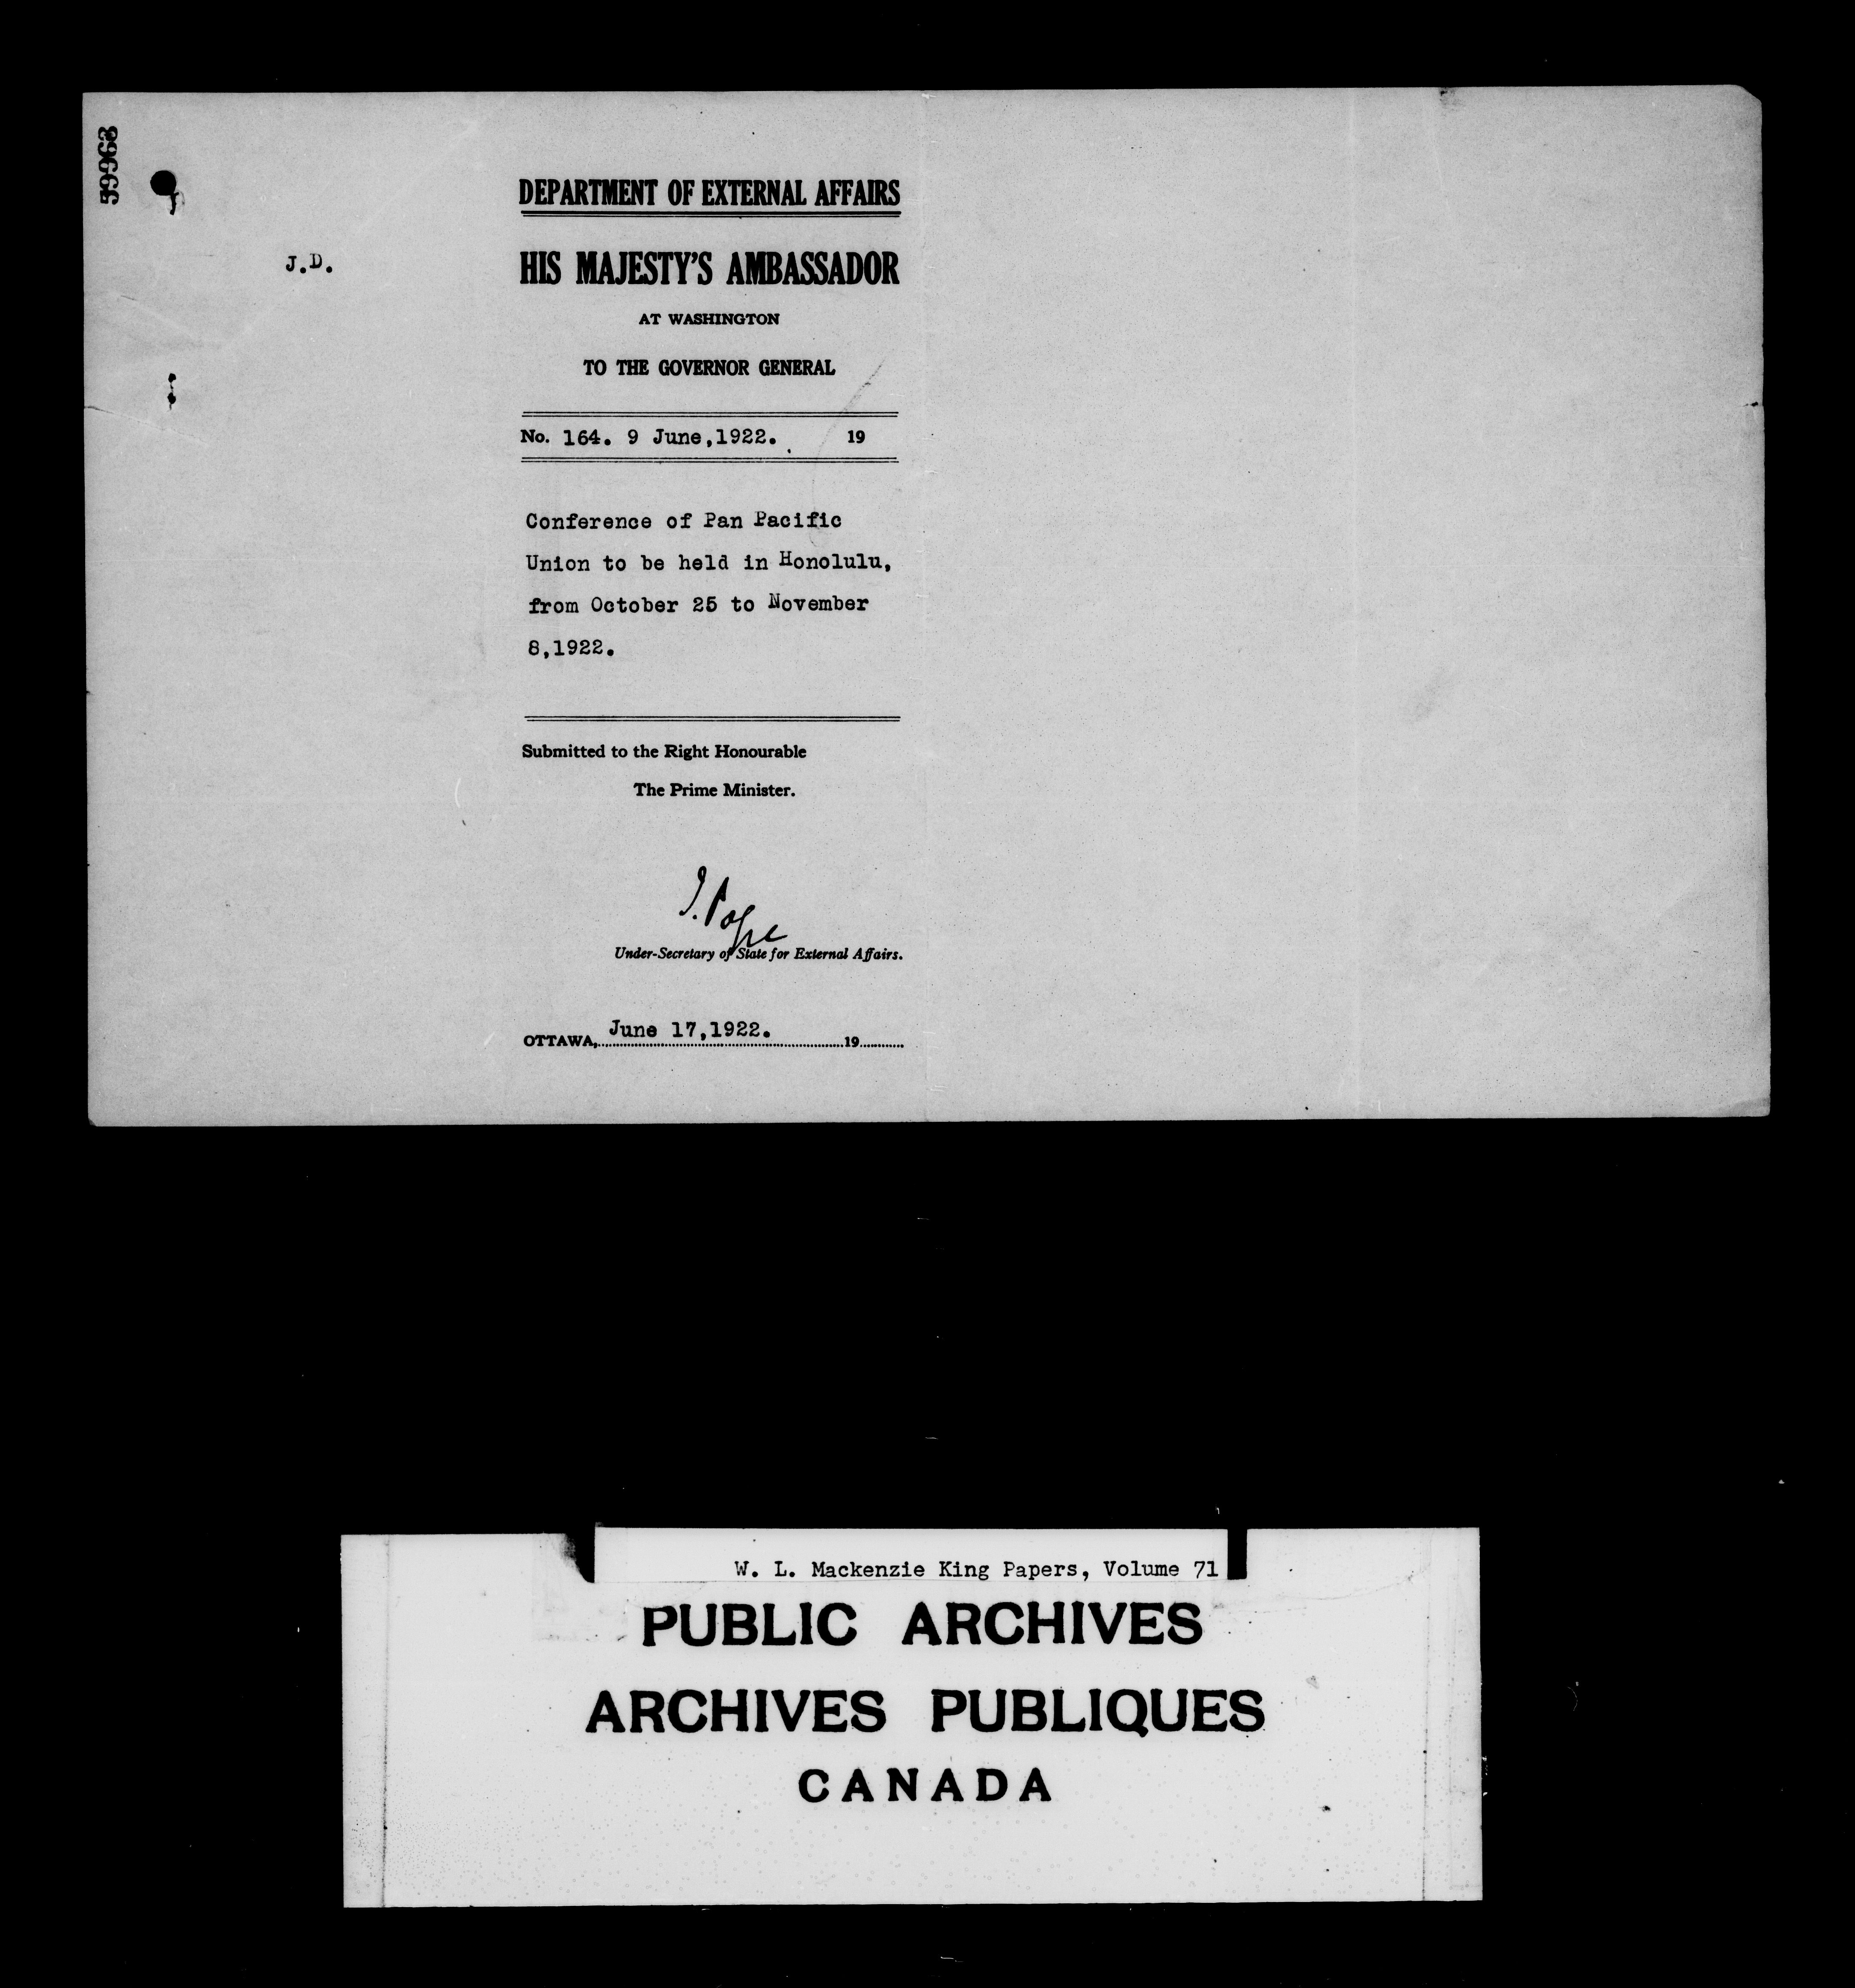 59963
J.D.
DEPARTMENT OF EXTERNAL AFFAIRS
HIS MAJESTY'S AMBASSADOR
AT WASHINGTON
TO THE GOVERNOR GENERAL
No. 164. 9 June,1922. 19
Conference of Pan Pacific
Union to be held in Honolulu,
from October 25 to November
8,1922.
Submitted to the Right Honourable
The Prime Minister.
J. Pope
Under-Secretary of State for External Affairs.
OTTAWA, June 17,1922. 19
W. L. Mackenzie King Papers, Volume 71
PUBLIC ARCHIVES
ARCHIVES PUBLIQUES
CANADA